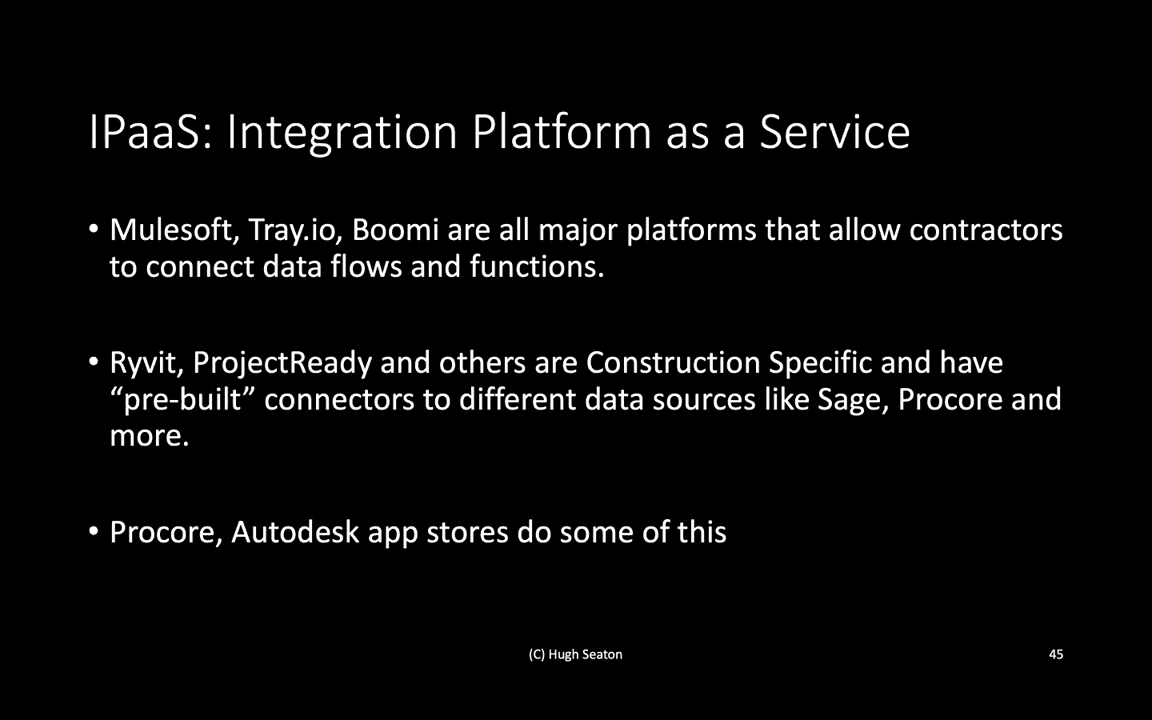 IPaaS: Integration Platform as a Service
• Mulesoft, Tray.io, Boomi are all major platforms that allow contractors
to connect data flows and functions.
• Ryvit, ProjectReady and others are Construction Specific and have
“pre-built” connectors to different data sources like Sage, Procore and
more.
• Procore, Autodesk app stores do some of this
(C) Hugh Seaton
45